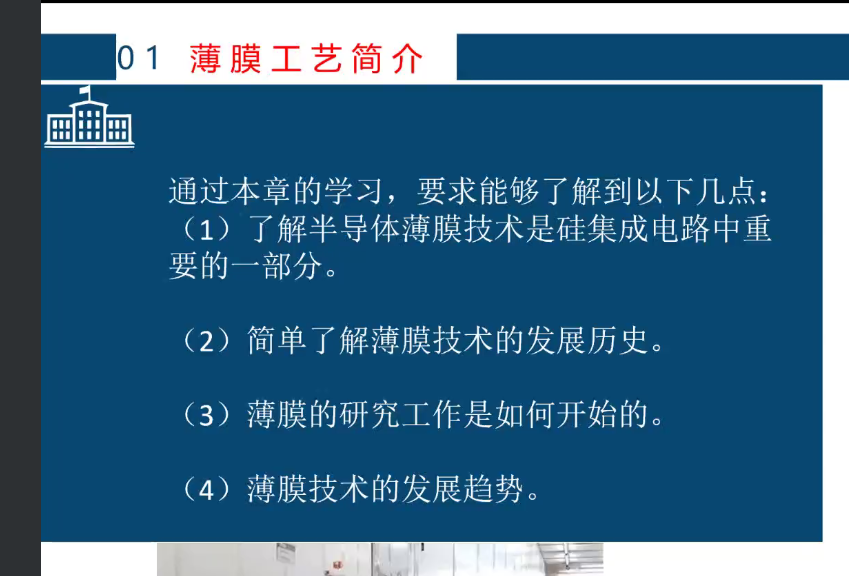 01 薄膜工艺简介
通过本章的学习，要求能够了解到以下几点：
（1）了解半导体薄膜技术是硅集成电路中重
要的一部分。
（2）简单了解薄膜技术的发展历史。
（3）薄膜的研究工作是如何开始的。
（4）薄膜技术的发展趋势。